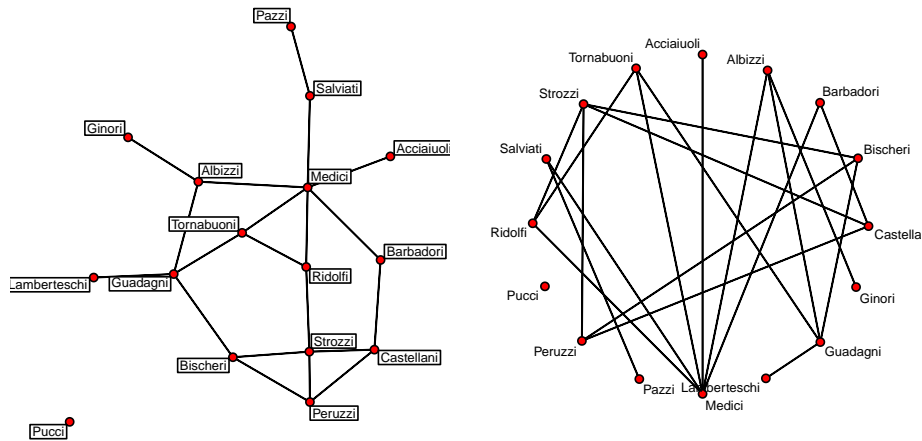 Pazzi
Salviati
Ginori
Acciaiuoli
Albizzi
Medici
Tornabuoni
Barbadori
Ridolfi
Lamberteschi
Guadagni
Strozzi
Castellani
Bischeri
Peruzzi
Pucci
Acciaiuoli
Tornabuoni
Albizzi
Strozzi
Barbadori
Salviati
Bischeri
Ridolfi
Castella
Pucci
Ginori
Peruzzi
Guadagni
Pazzi
Lamberteschi
Medici